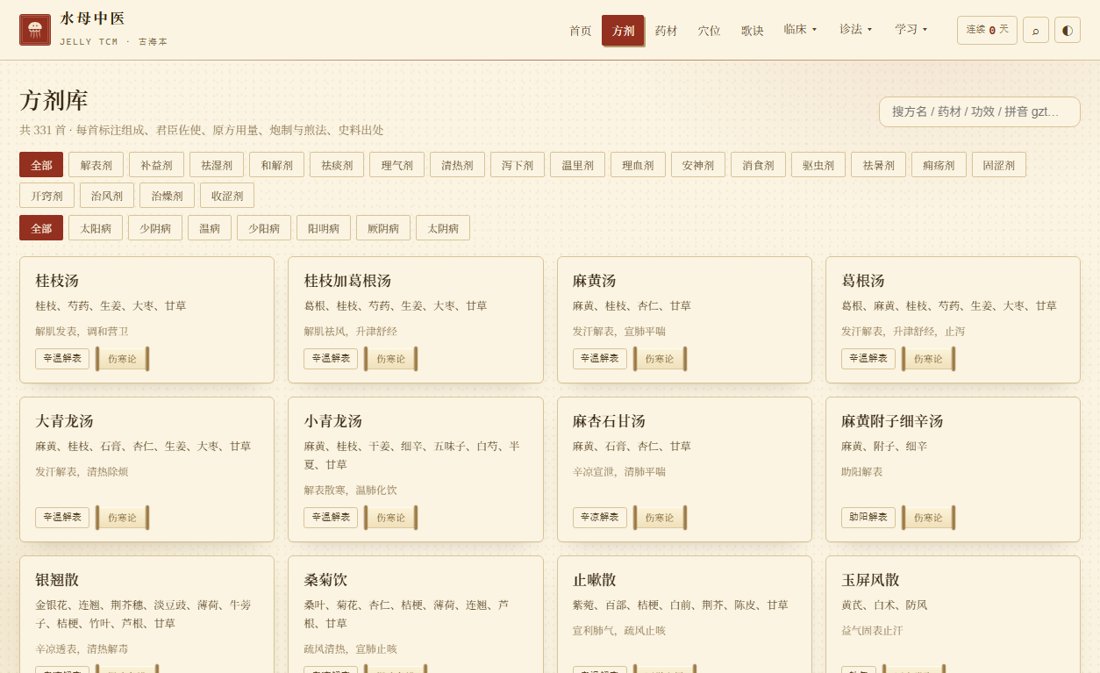 水母中医
JELLY TCM · 古海本
首页 方剂 药材 穴位 歌诀 临床 ▾ 诊法 ▾ 学习 ▾ 连续 0 天
方剂库
搜方名 / 药材 / 功效 / 拼音 gzt…
共 331 首 · 每首标注组成、君臣佐使、原方用量、炮制与煎法、史料出处
全部 解表剂 补益剂 祛湿剂 和解剂 祛痰剂 理气剂 清热剂 泻下剂 温里剂 理血剂 安神剂 消食剂 驱虫剂 祛暑剂 痈疡剂 固涩剂
开窍剂 治风剂 治燥剂 收涩剂
全部 太阳病 少阴病 温病 少阳病 阳明病 厥阴病 太阴病
桂枝汤
桂枝、芍药、生姜、大枣、甘草
解肌发表，调和营卫
辛温解表 伤寒论
桂枝加葛根汤
葛根、桂枝、芍药、生姜、大枣、甘草
解肌祛风，升津舒经
辛温解表 伤寒论
麻黄汤
麻黄、桂枝、杏仁、甘草
发汗解表，宣肺平喘
辛温解表 伤寒论
葛根汤
葛根、麻黄、桂枝、芍药、生姜、大枣、甘草
发汗解表，升津舒经，止泻
辛温解表 伤寒论
大青龙汤
麻黄、桂枝、石膏、杏仁、生姜、大枣、甘草
发汗解表，清热除烦
辛温解表 伤寒论
小青龙汤
麻黄、桂枝、干姜、细辛、五味子、白芍、半
夏、甘草
解表散寒，温肺化饮
辛温解表 伤寒论
麻杏石甘汤
麻黄、石膏、杏仁、甘草
辛凉宣泄，清肺平喘
辛凉解表 伤寒论
麻黄附子细辛汤
麻黄、附子、细辛
助阳解表
助阳解表 伤寒论
银翘散
金银花、连翘、荆芥穗、淡豆豉、薄荷、牛蒡
子、桔梗、竹叶、芦根、甘草
辛凉透表，清热解毒
桑菊饮
桑叶、菊花、杏仁、桔梗、薄荷、连翘、芦
根、甘草
疏风清热，宣肺止咳
止嗽散
紫菀、百部、桔梗、白前、荆芥、陈皮、甘草
宣利肺气，疏风止咳
玉屏风散
黄芪、白术、防风
益气固表止汗